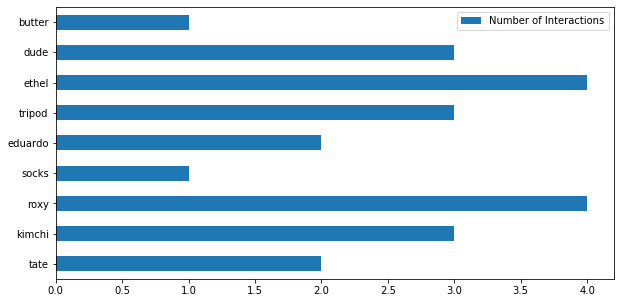 Number of Interactions
butter
dude
ethel
tripod
eduardo
socks
roxy
kimchi
tate
0.0 0.5 1.0 1.5 2.0 2.5 3.0 3.5 4.0